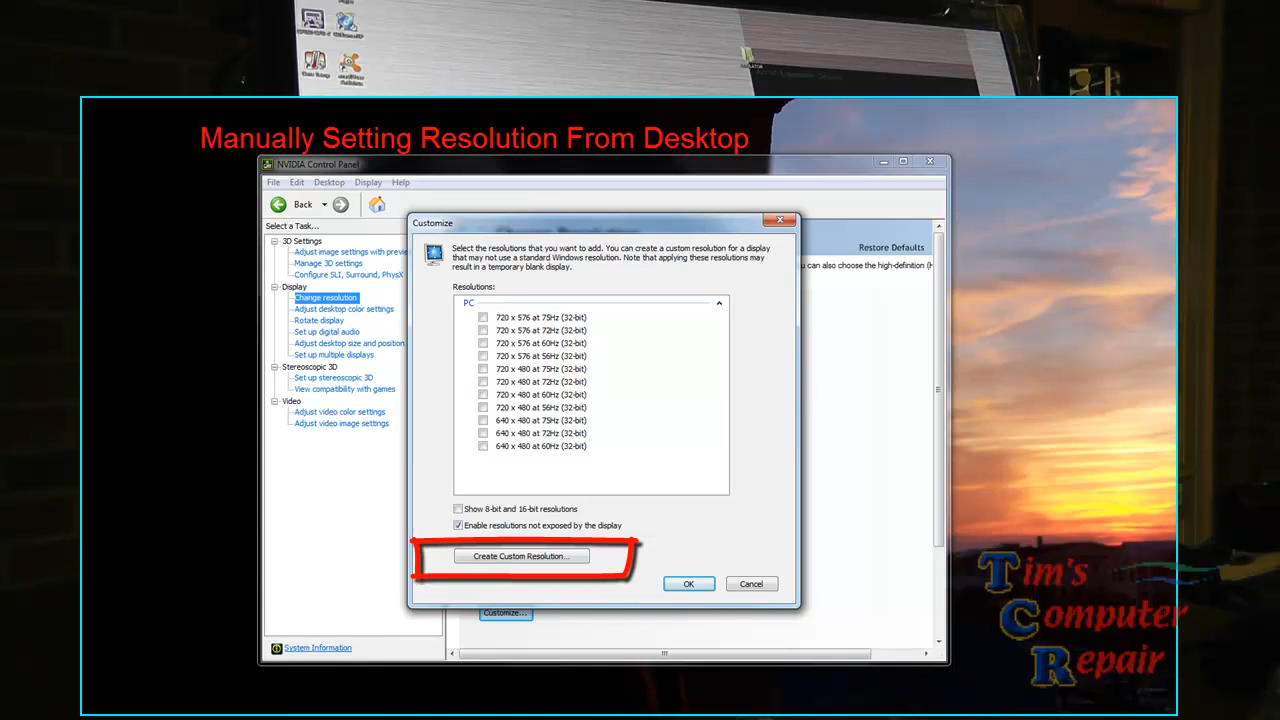 Manually Setting Resolution From Desktop
NVIDIA Control Panel
File Edit Desktop Display Help
Back
Select a Task...
3D Settings
Adjust image settings with previe
Manage 3D settings
Configure SLI, Surround, PhysX
Display
Change resolution
Adjust desktop color settings
Rotate display
Set up digital audio
Adjust desktop size and position
Set up multiple displays
Stereoscopic 3D
Set up stereoscopic 3D
View compatibility with games
Video
Adjust video color settings
Adjust video image settings
System Information
Restore Defaults
u can also choose the high-definition (H
Customize
Select the resolutions that you want to add. You can create a custom resolution for a display
that may not use a standard Windows resolution. Note that applying these resolutions may
result in a temporary blank display.
Resolutions:
PC
720 x 576 at 75Hz (32-bit)
720 x 576 at 72Hz (32-bit)
720 x 576 at 60Hz (32-bit)
720 x 576 at 56Hz (32-bit)
720 x 480 at 75Hz (32-bit)
720 x 480 at 72Hz (32-bit)
720 x 480 at 60Hz (32-bit)
720 x 480 at 56Hz (32-bit)
640 x 480 at 75Hz (32-bit)
640 x 480 at 72Hz (32-bit)
640 x 480 at 60Hz (32-bit)
Show 8-bit and 16-bit resolutions
Enable resolutions not exposed by the display
Create Custom Resolution...
OK Cancel
Customize...
Tim's
Computer
Repair